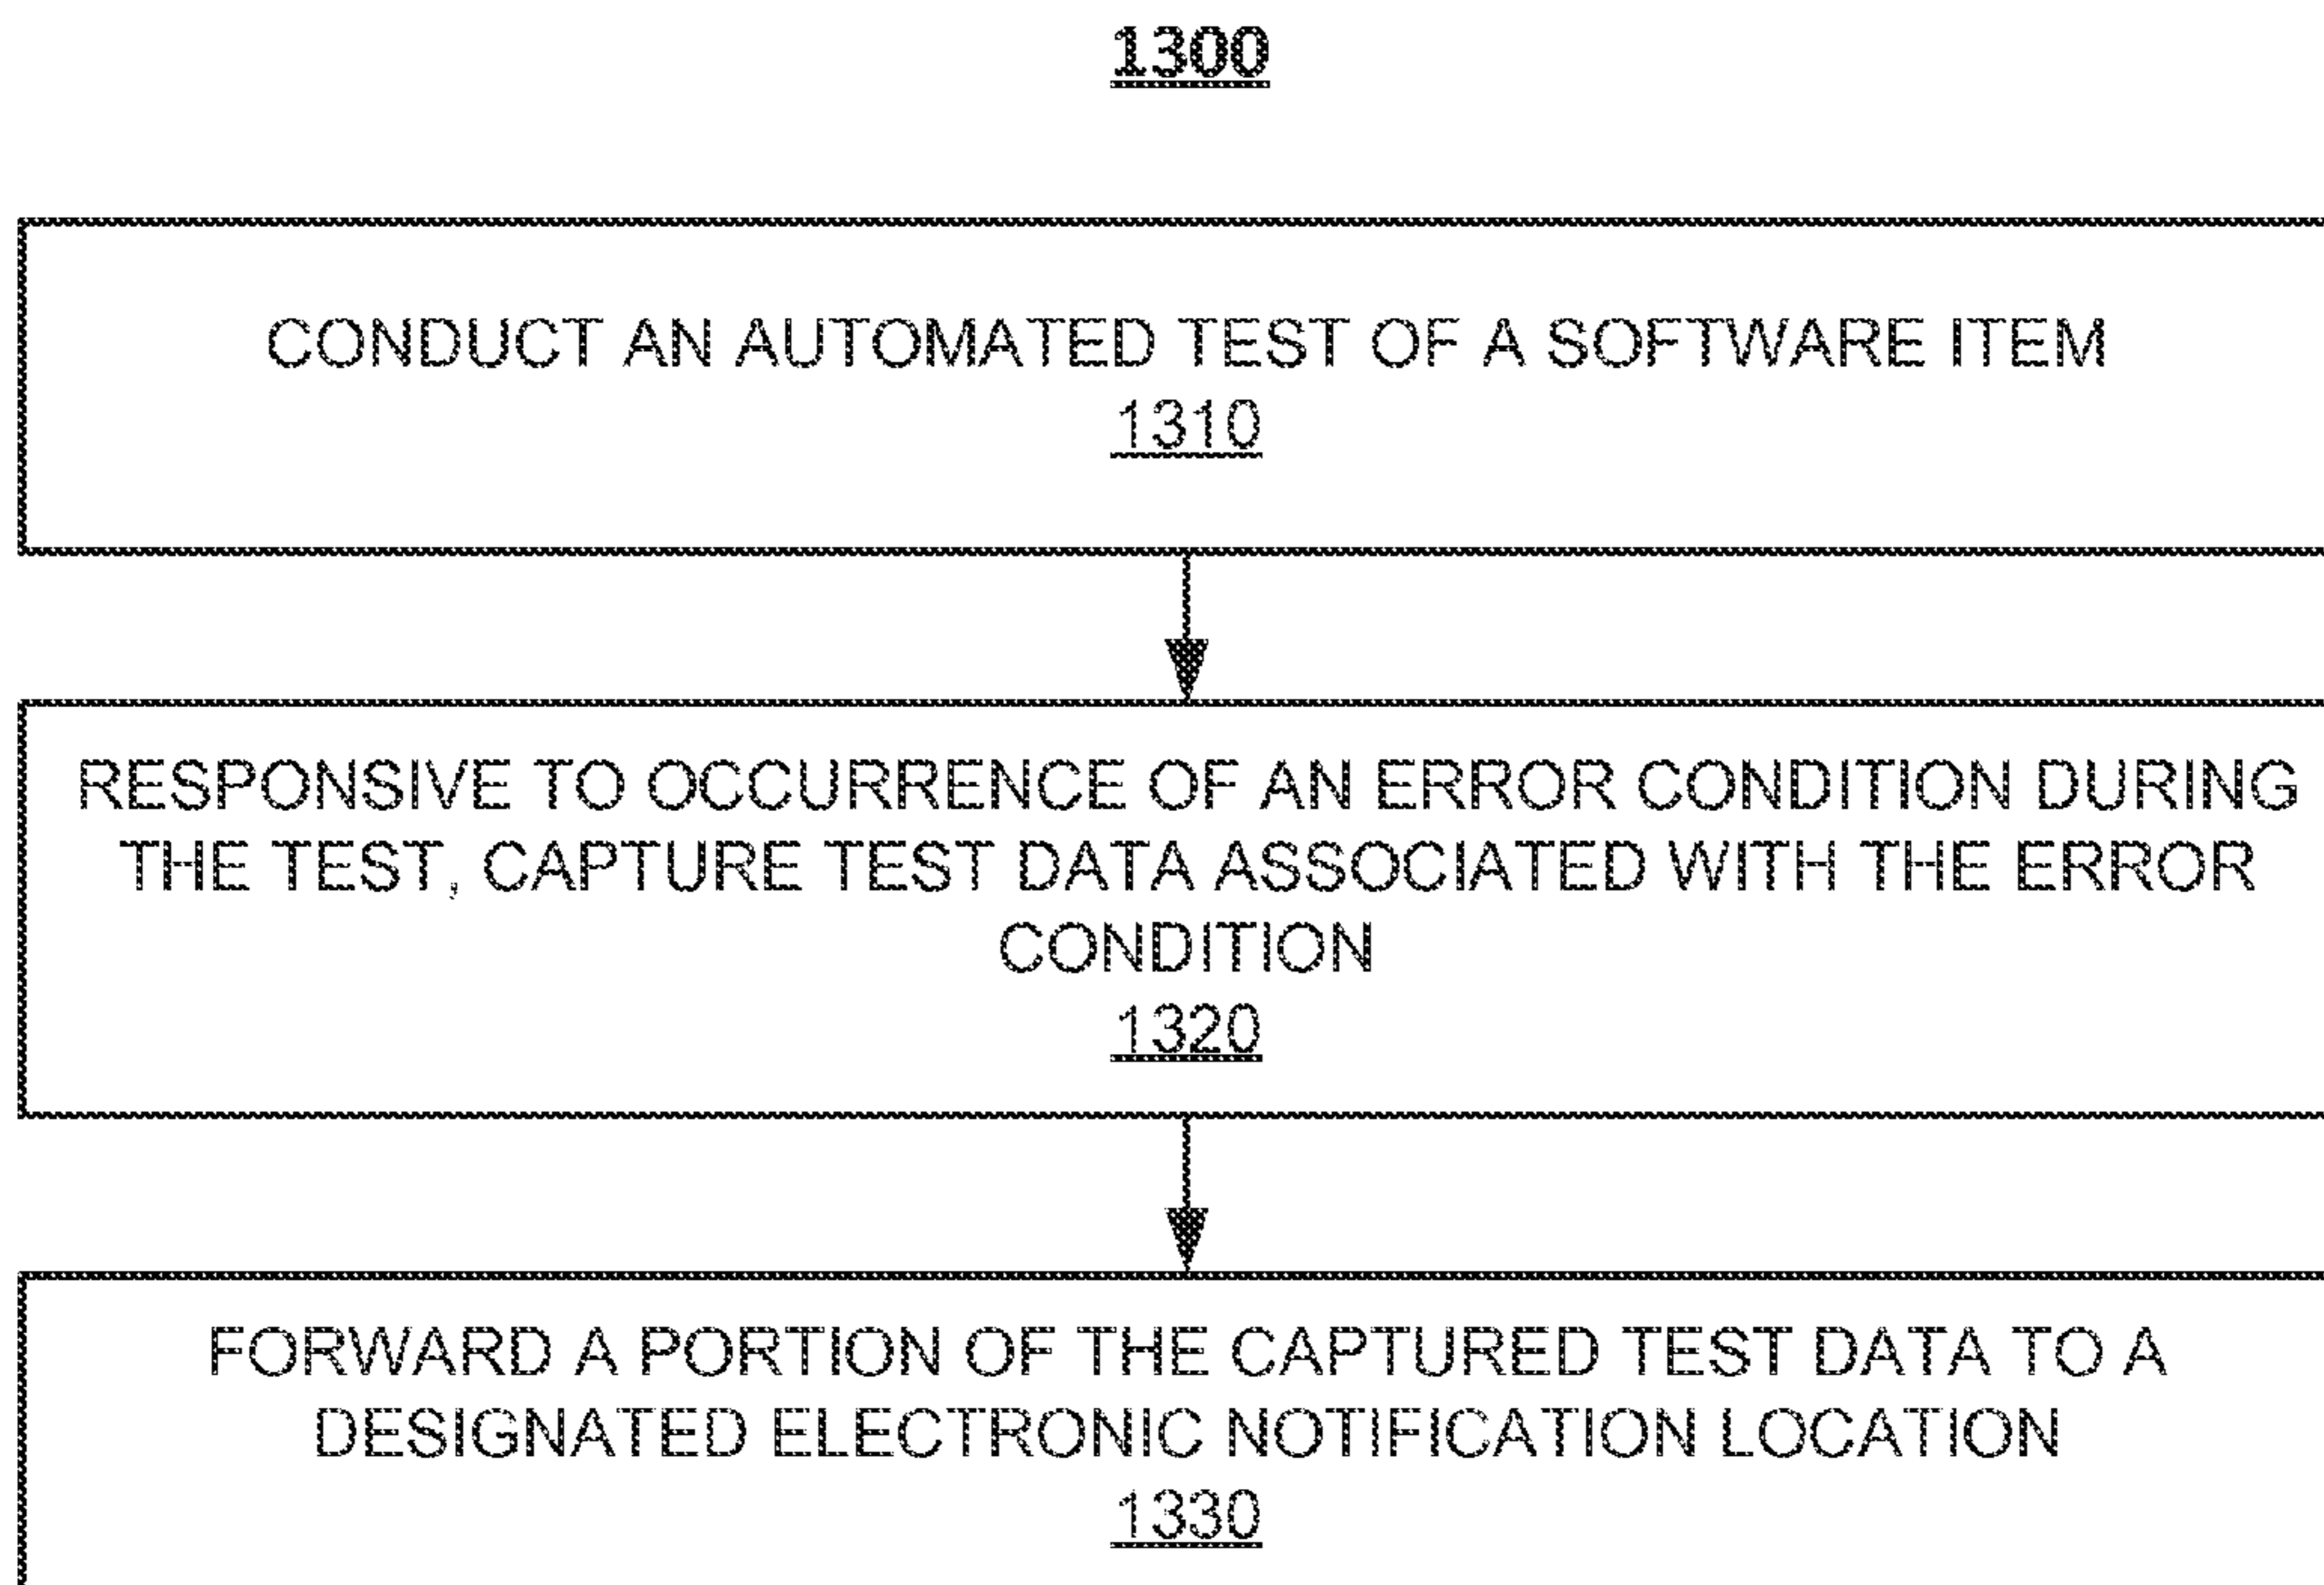 1300
CONDUCT AN AUTOMATED TEST OF A SOFTWARE ITEM
1310
RESPONSIVE TO OCCURRENCE OF AN ERROR CONDITION DURING
THE TEST, CAPTURE TEST DATA ASSOCIATED WITH THE ERROR
CONDITION
1320
FORWARD A PORTION OF THE CAPTURED TEST DATA TO A
DESIGNATED ELECTRONIC NOTIFICATION LOCATION
1330